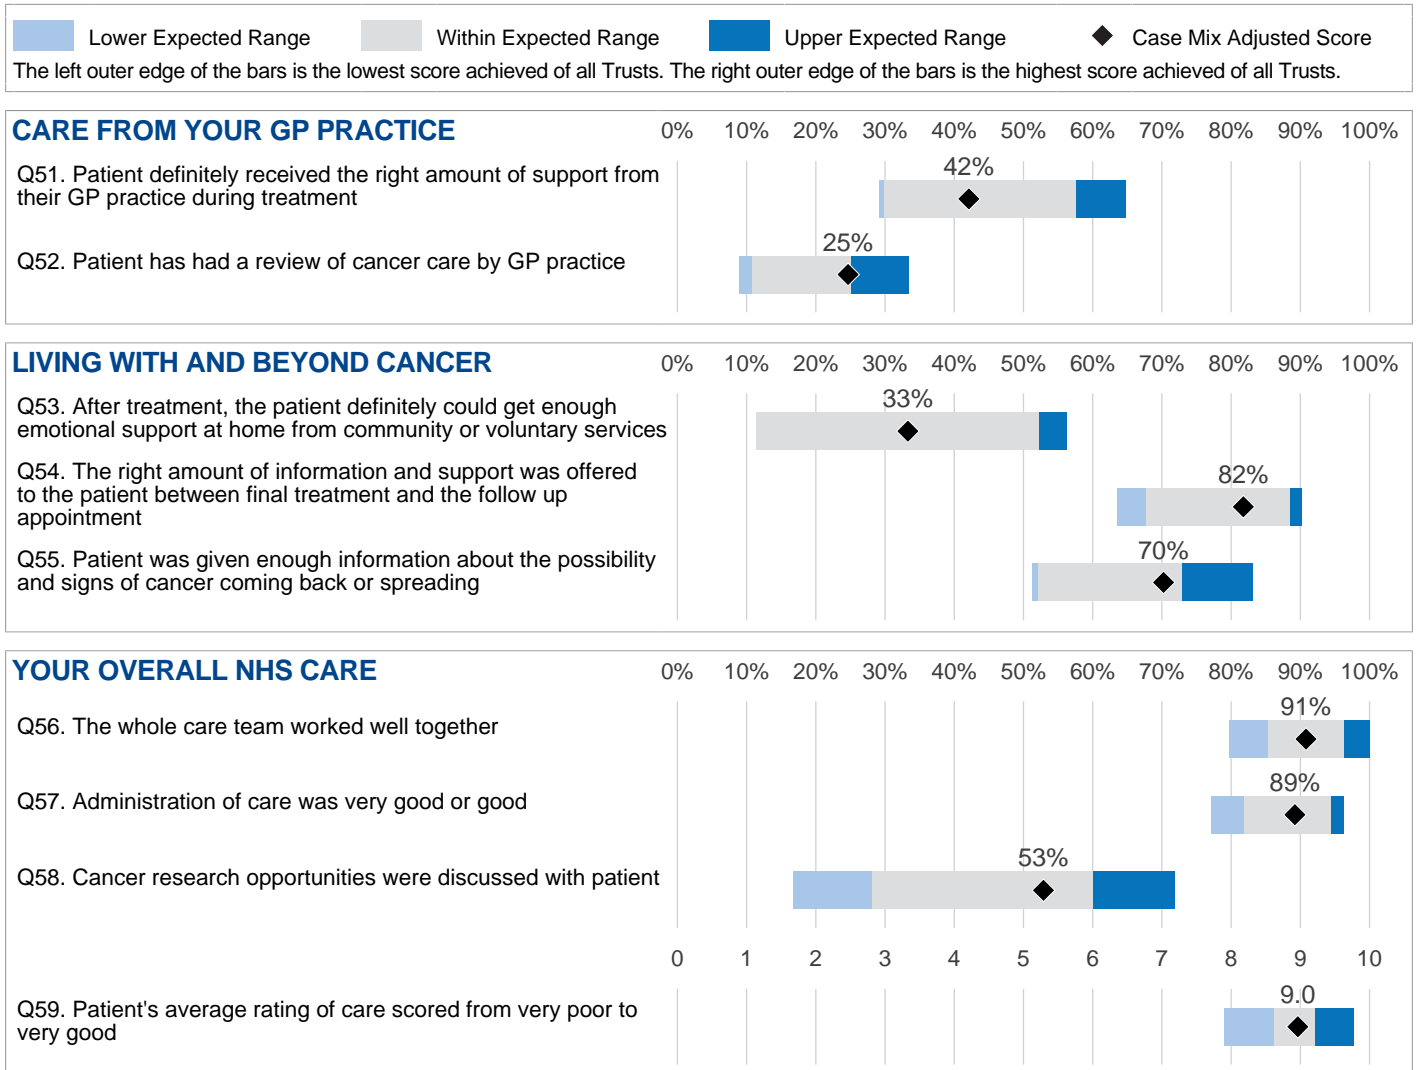 Lower Expected Range Within Expected Range Upper Expected Range Case Mix Adjusted Score
The left outer edge of the bars is the lowest score achieved of all Trusts. The right outer edge of the bars is the highest score achieved of all Trusts.
CARE FROM YOUR GP PRACTICE 0% 10% 20% 30% 40% 50% 60% 70% 80% 90% 100%
42%
Q51. Patient definitely received the right amount of support from
their GP practice during treatment
25%
Q52. Patient has had a review of cancer care by GP practice
LIVING WITH AND BEYOND CANCER 0% 10% 20% 30% 40% 50% 60% 70% 80% 90% 100%
33%
Q53. After treatment, the patient definitely could get enough
emotional support at home from community or voluntary services
Q54. The right amount of information and support was offered
82%
to the patient between final treatment and the follow up
appointment
70%
Q55. Patient was given enough information about the possibility
and signs of cancer coming back or spreading
YOUR OVERALL NHS CARE 0% 10% 20% 30% 40% 50% 60% 70% 80% 90% 100%
91%
Q56. The whole care team worked well together
89%
Q57. Administration of care was very good or good
53%
Q58. Cancer research opportunities were discussed with patient
0 1 2 3 4 5 6 7 8 9 10
9.0
Q59. Patient's average rating of care scored from very poor to
very good